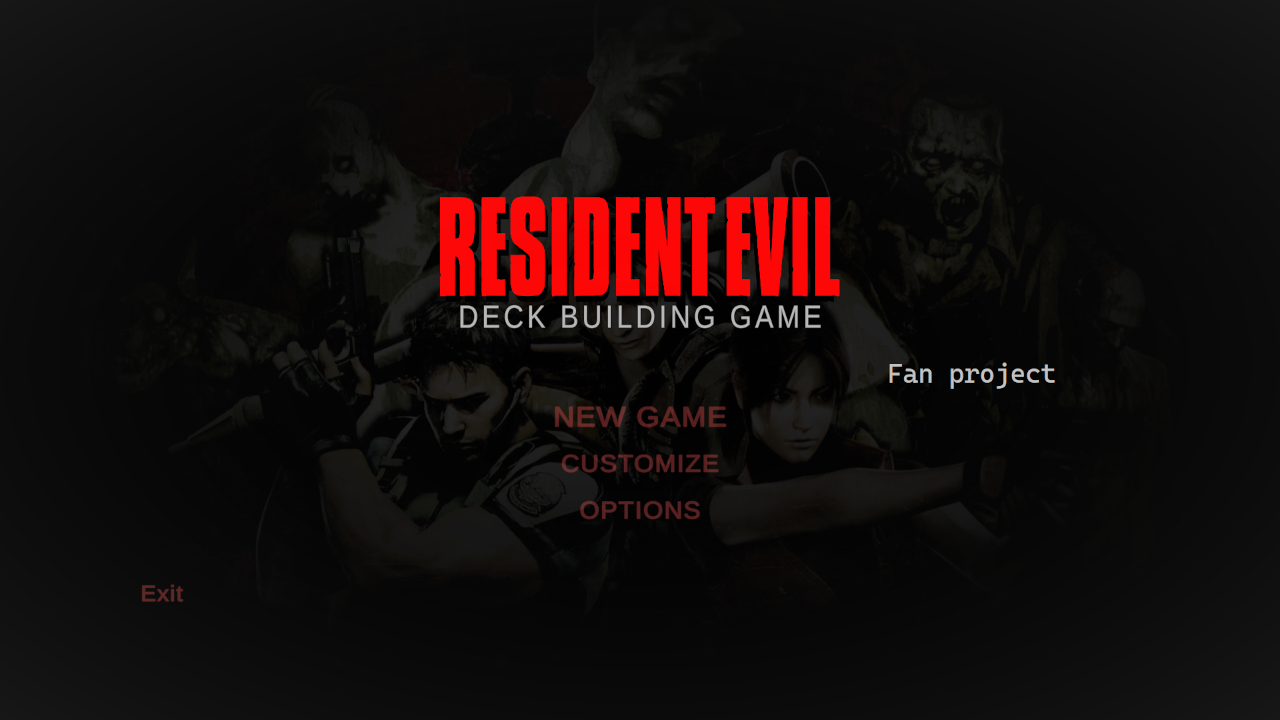 RESIDENT EVIL
DECK BUILDING GAME
Fan project
NEW GAME
CUSTOMIZE
OPTIONS
Exit